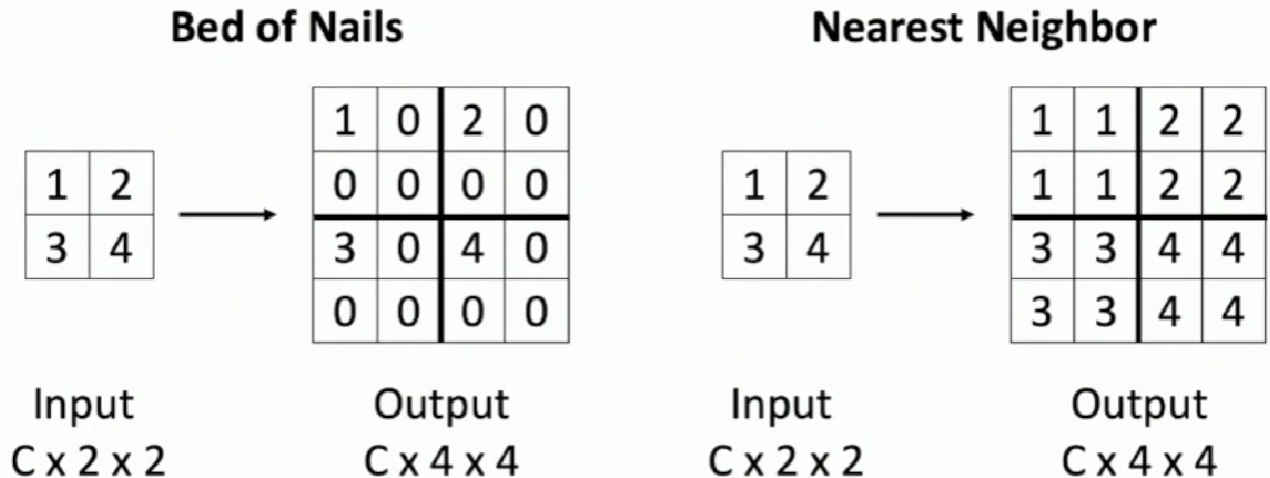 Bed of Nails
1 2
3 4
1 0 2 0
0 0 0 0
3 0 4 0
0 0 0 0
Input
C x 2 x 2
Output
C x 4 x 4
Nearest Neighbor
1 2
3 4
1 1 2 2
1 1 2 2
3 3 4 4
3 3 4 4
Input
C x 2 x 2
Output
C x 4 x 4